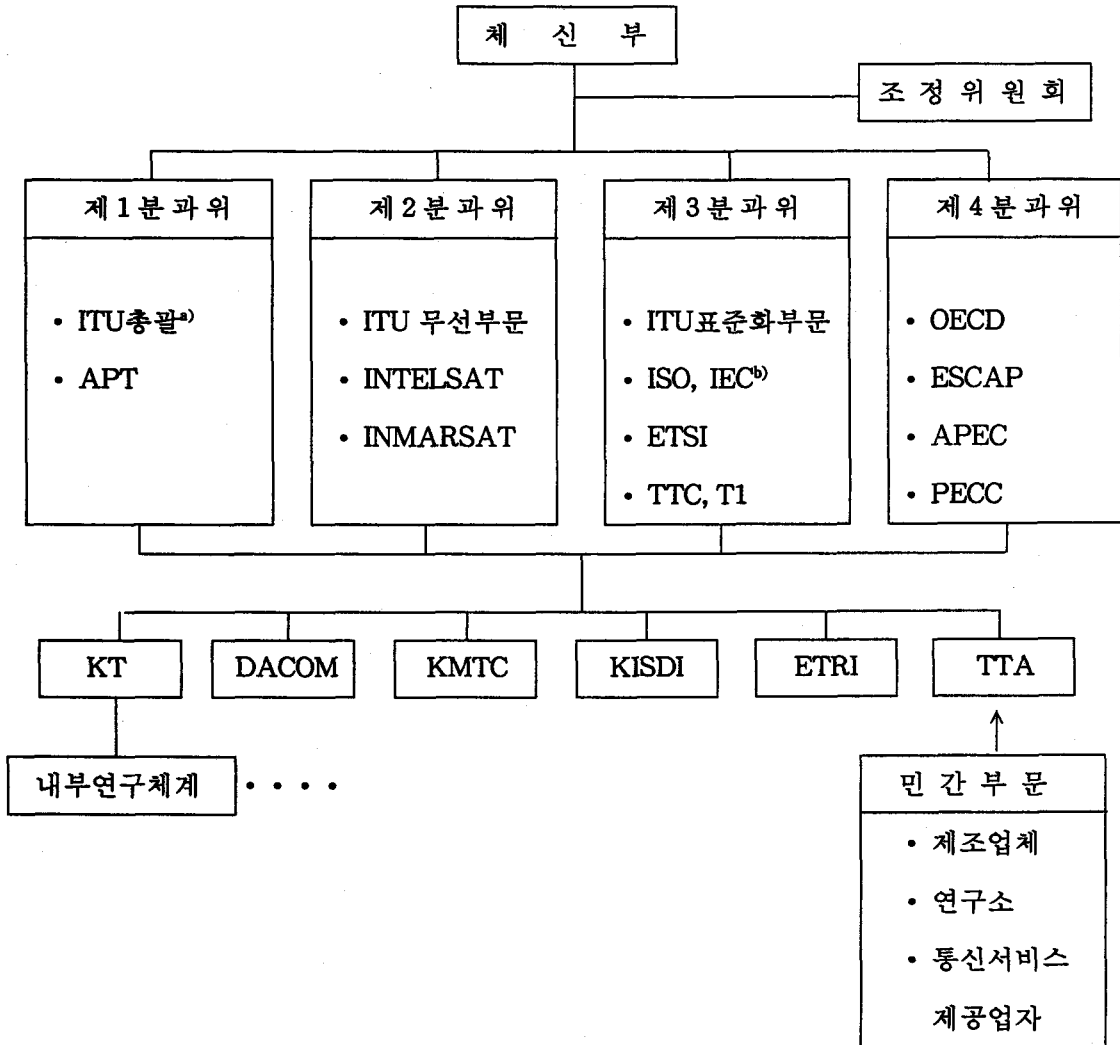 체 신 부
조 정 위 원 회
제 1 분 과 위
제 2 분 과 위
제 3 분 과 위
제 4 분 과 위
• ITU총괄a)
• APT
• ITU 무선부문
• INTELSAT
• INMARSAT
• ITU표준화부문
• ISO, IECb)
• ETSI
• TTC, T1
• OECD
• ESCAP
• APEC
• PECC
KT
DACOM
KMTC
KISDI
ETRI
TTA
내부연구체계 • • • •
민 간 부 문
• 제조업체
• 연구소
• 통신서비스
제공업자